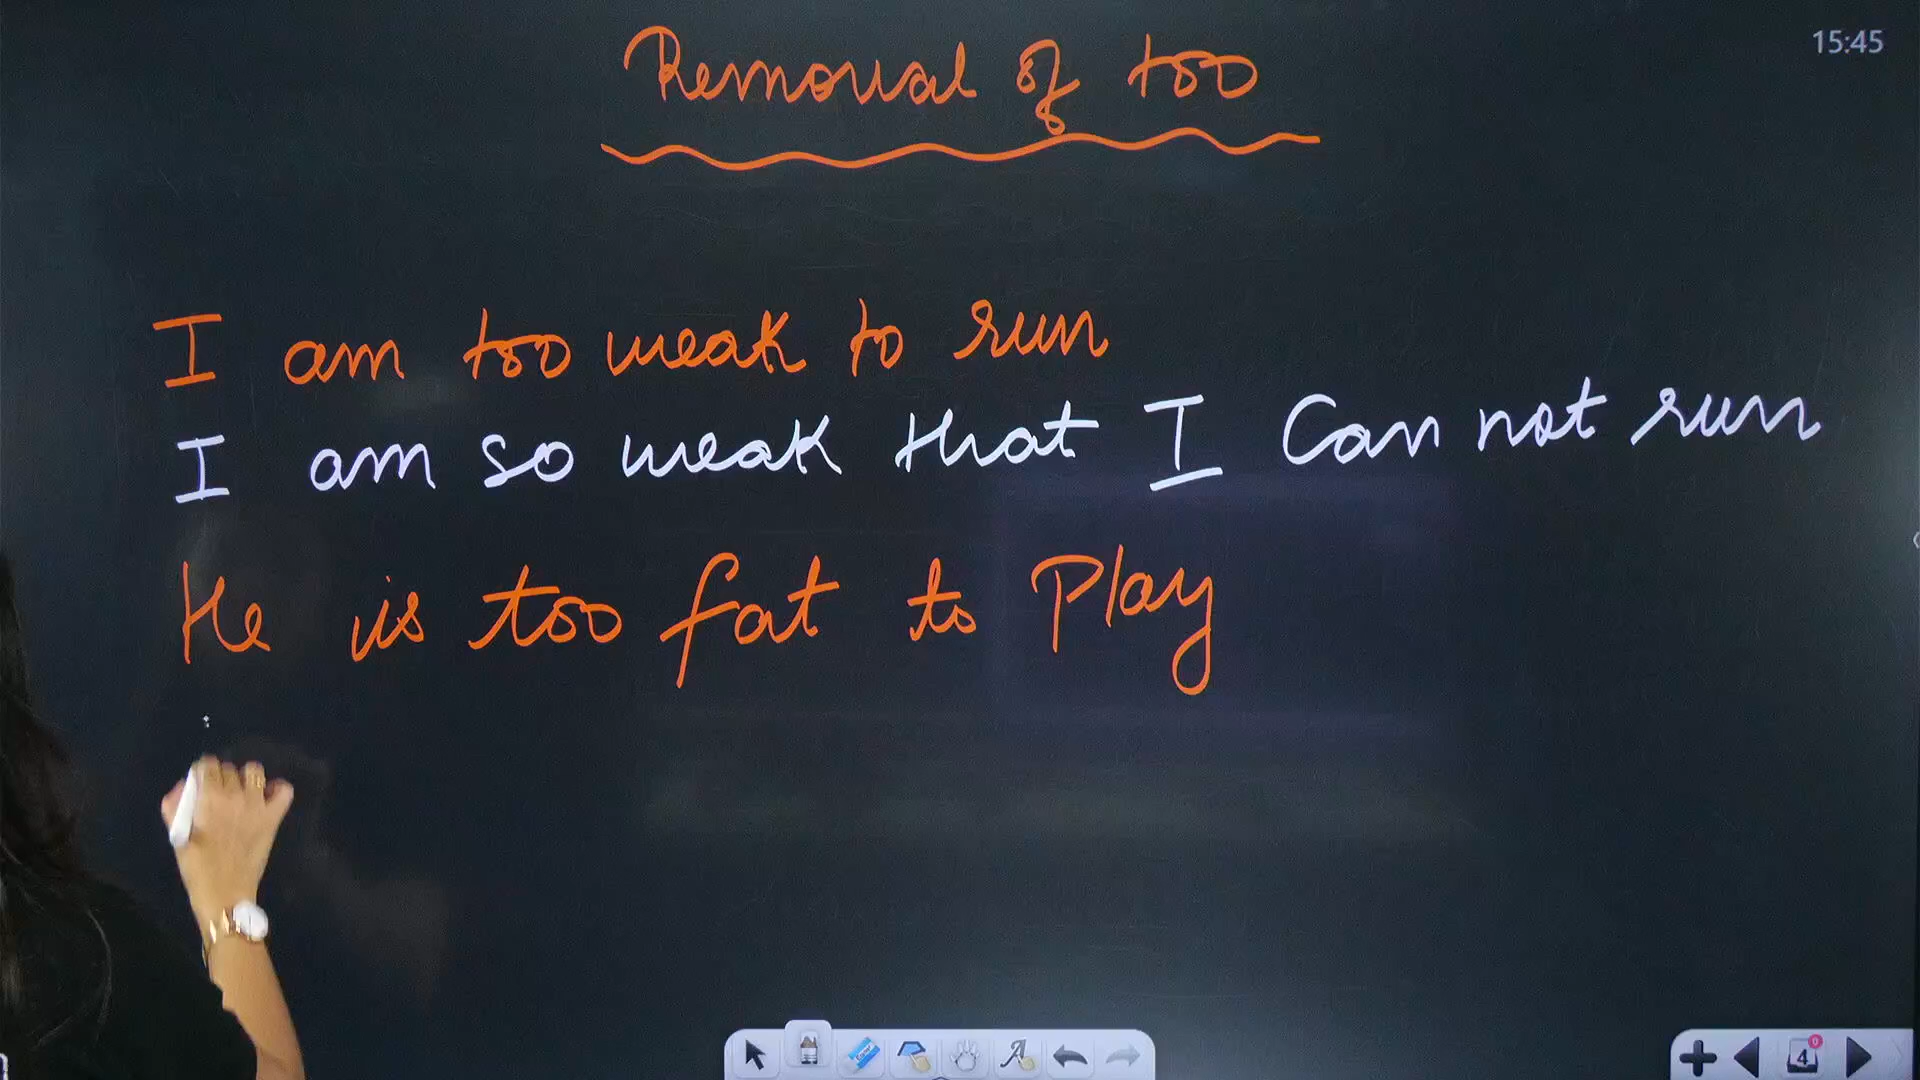 15:45
Removal of too
I am too weak to run
I am so weak that I Can not run
He is too fat to Play
4